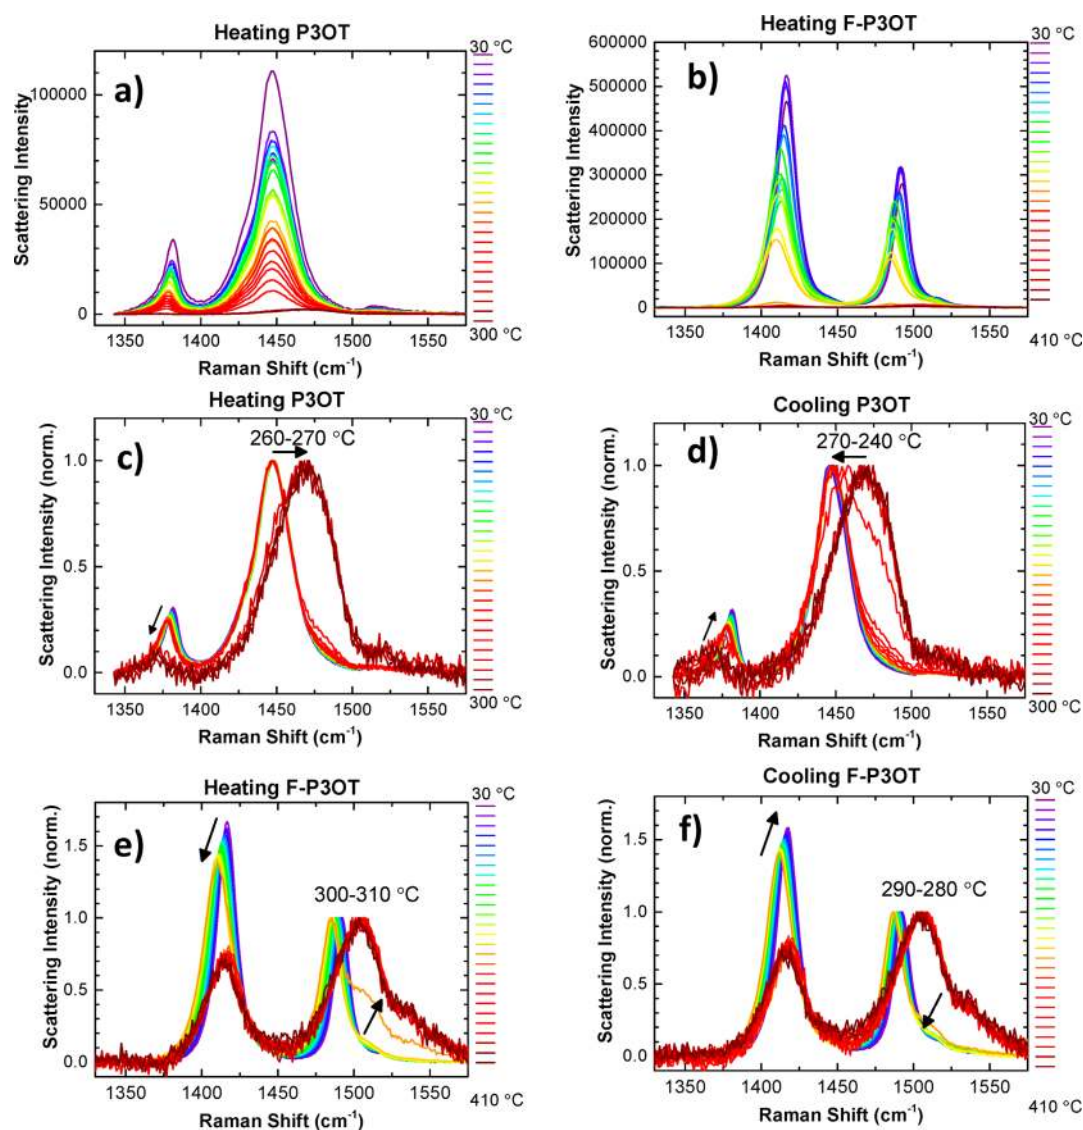 Heating P3OT
a)
Scattering Intensity
100000
50000
0
1350 1400 1450 1500 1550
Raman Shift (cm⁻¹)
30 °C
300 °C
Heating F-P3OT
b)
Scattering Intensity
600000
500000
400000
300000
200000
100000
0
1350 1400 1450 1500 1550
Raman Shift (cm⁻¹)
30 °C
410 °C
Heating P3OT
c)
260-270 °C
Scattering Intensity (norm.)
1.0
0.5
0.0
1350 1400 1450 1500 1550
Raman Shift (cm⁻¹)
30 °C
300 °C
Cooling P3OT
d)
270-240 °C
Scattering Intensity (norm.)
1.0
0.5
0.0
1350 1400 1450 1500 1550
Raman Shift (cm⁻¹)
30 °C
300 °C
Heating F-P3OT
e)
300-310 °C
Scattering Intensity (norm.)
1.5
1.0
0.5
0.0
1350 1400 1450 1500 1550
Raman Shift (cm⁻¹)
30 °C
410 °C
Cooling F-P3OT
f)
290-280 °C
Scattering Intensity (norm.)
1.5
1.0
0.5
0.0
1350 1400 1450 1500 1550
Raman Shift (cm⁻¹)
30 °C
410 °C